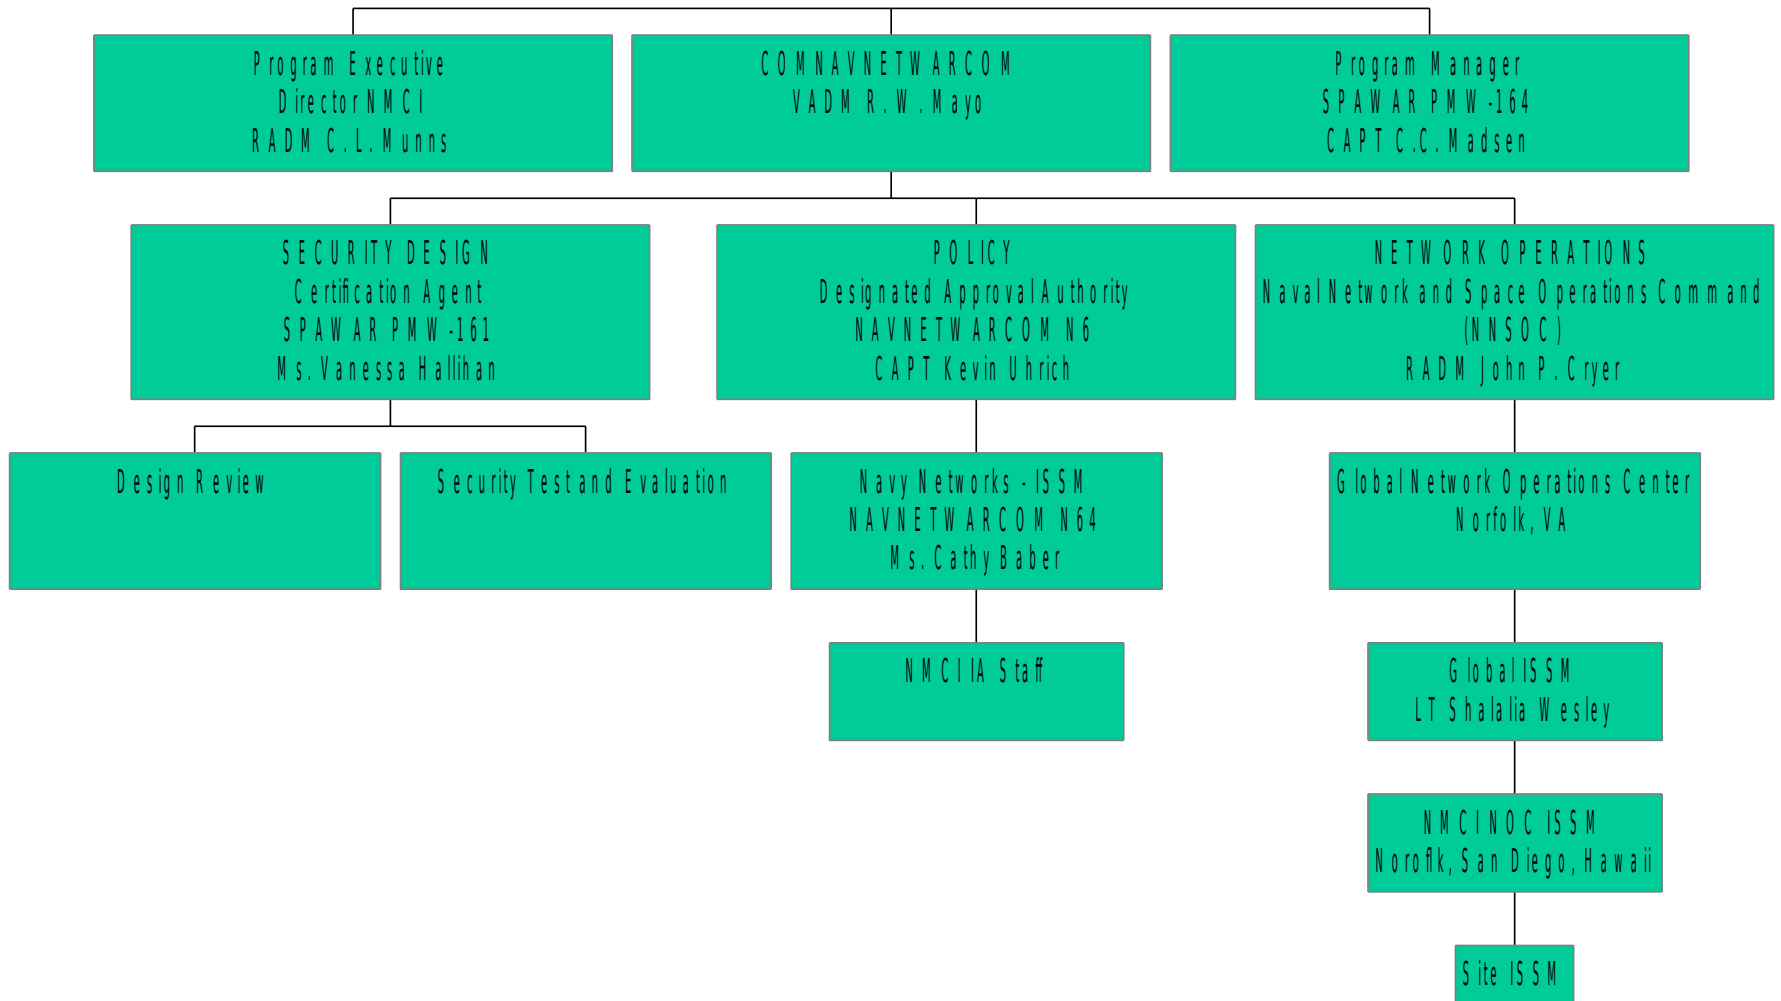 Program Executive
Director NMCI
RADM C.L. Munns
COMNAVNETWARCOM
VADM R.W. Mayo
Program Manager
SPAWAR PMW-164
CAPT C.C. Madsen
SECURITY DESIGN
Certification Agent
SPAWAR PMW-161
Ms. Vanessa Hallihan
POLICY
Designated Approval Authority
NAVNETWARCOM N6
CAPT Kevin Uhrich
NETWORK OPERATIONS
Naval Network and Space Operations Command
(NNSOC)
RADM John P. Cryer
Design Review
Security Test and Evaluation
Navy Networks - ISSM
NAVNETWARCOM N64
Ms. Cathy Baber
Global Network Operations Center
Norfolk, VA
NMCI IA Staff
Global ISSM
LT Shalalia Wesley
NMCI NOC ISSM
Noroflk, San Diego, Hawaii
Site ISSM